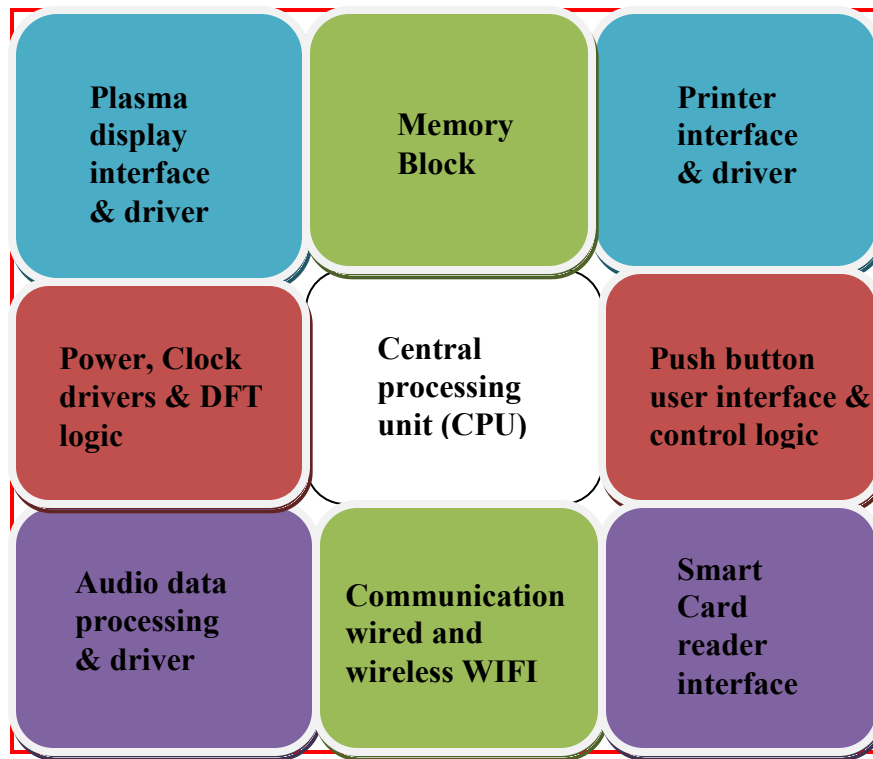 Plasma
display
interface
& driver
Memory
Block
Printer
interface
& driver
Power, Clock
drivers & DFT
logic
Central
processing
unit (CPU)
Push button
user interface &
control logic
Audio data
processing
& driver
Communication
wired and
wireless WIFI
Smart
Card
reader
interface